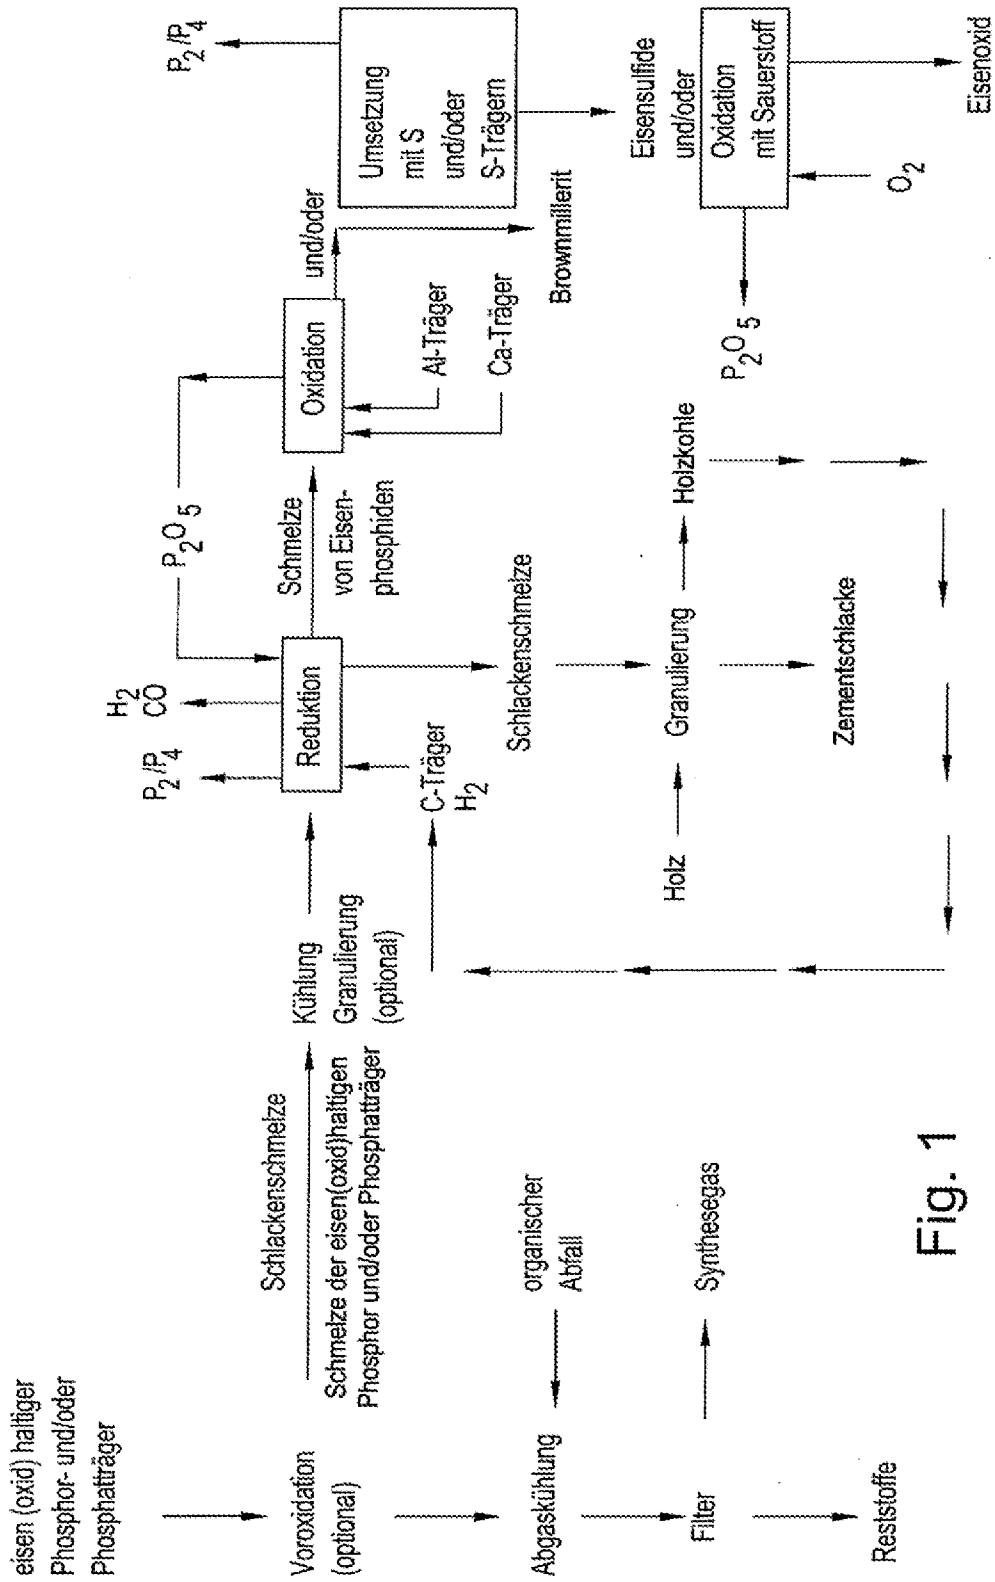 eisen (oxid) haltiger
Phosphor- und/oder
Phosphatträger
Voroxidation
(optional)
Schlackenschmelze
Schmelze der eisen(oxid)haltigen
Phosphor und/oder Phosphatträger
Kühlung
Granulierung
(optional)
P2/P4
H2
CO
Reduktion
C-Träger
H2
P2O5
Schmelze
von Eisen-
phosphiden
Oxidation
Al-Träger
Ca-Träger
und/oder
Brownmillerit
P2/P4
Umsetzung
mit S
und/oder
S-Trägern
Eisensulfide
und/oder
Oxidation
mit Sauerstoff
P2O5
O2
Eisenoxid
Schlackenschmelze
Holz
Granulierung
Holzkohle
Zementschlacke
Abgaskühlung
organischer
Abfall
Filter
Synthesegas
Reststoffe
Fig. 1